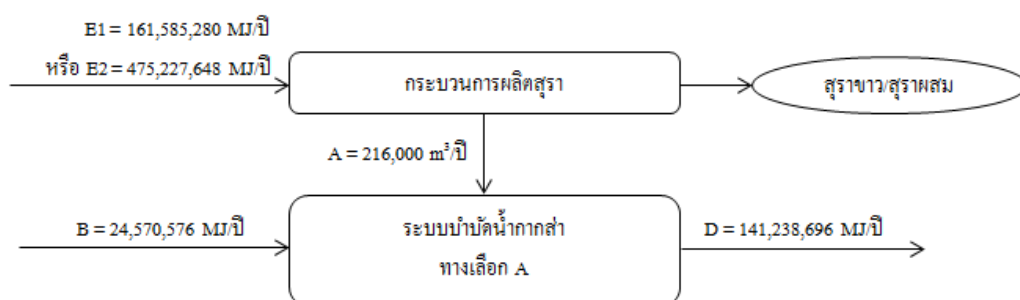 E1 = 161,585,280 MJ/ปี
หรือ E2 = 475,227,648 MJ/ปี
กระบวนการผลิตสุรา
สุราขาว/สุราผสม
A = 216,000 m³/ปี
B = 24,570,576 MJ/ปี
ระบบบำบัดน้ำกากส่า
ทางเลือก A
D = 141,238,696 MJ/ปี